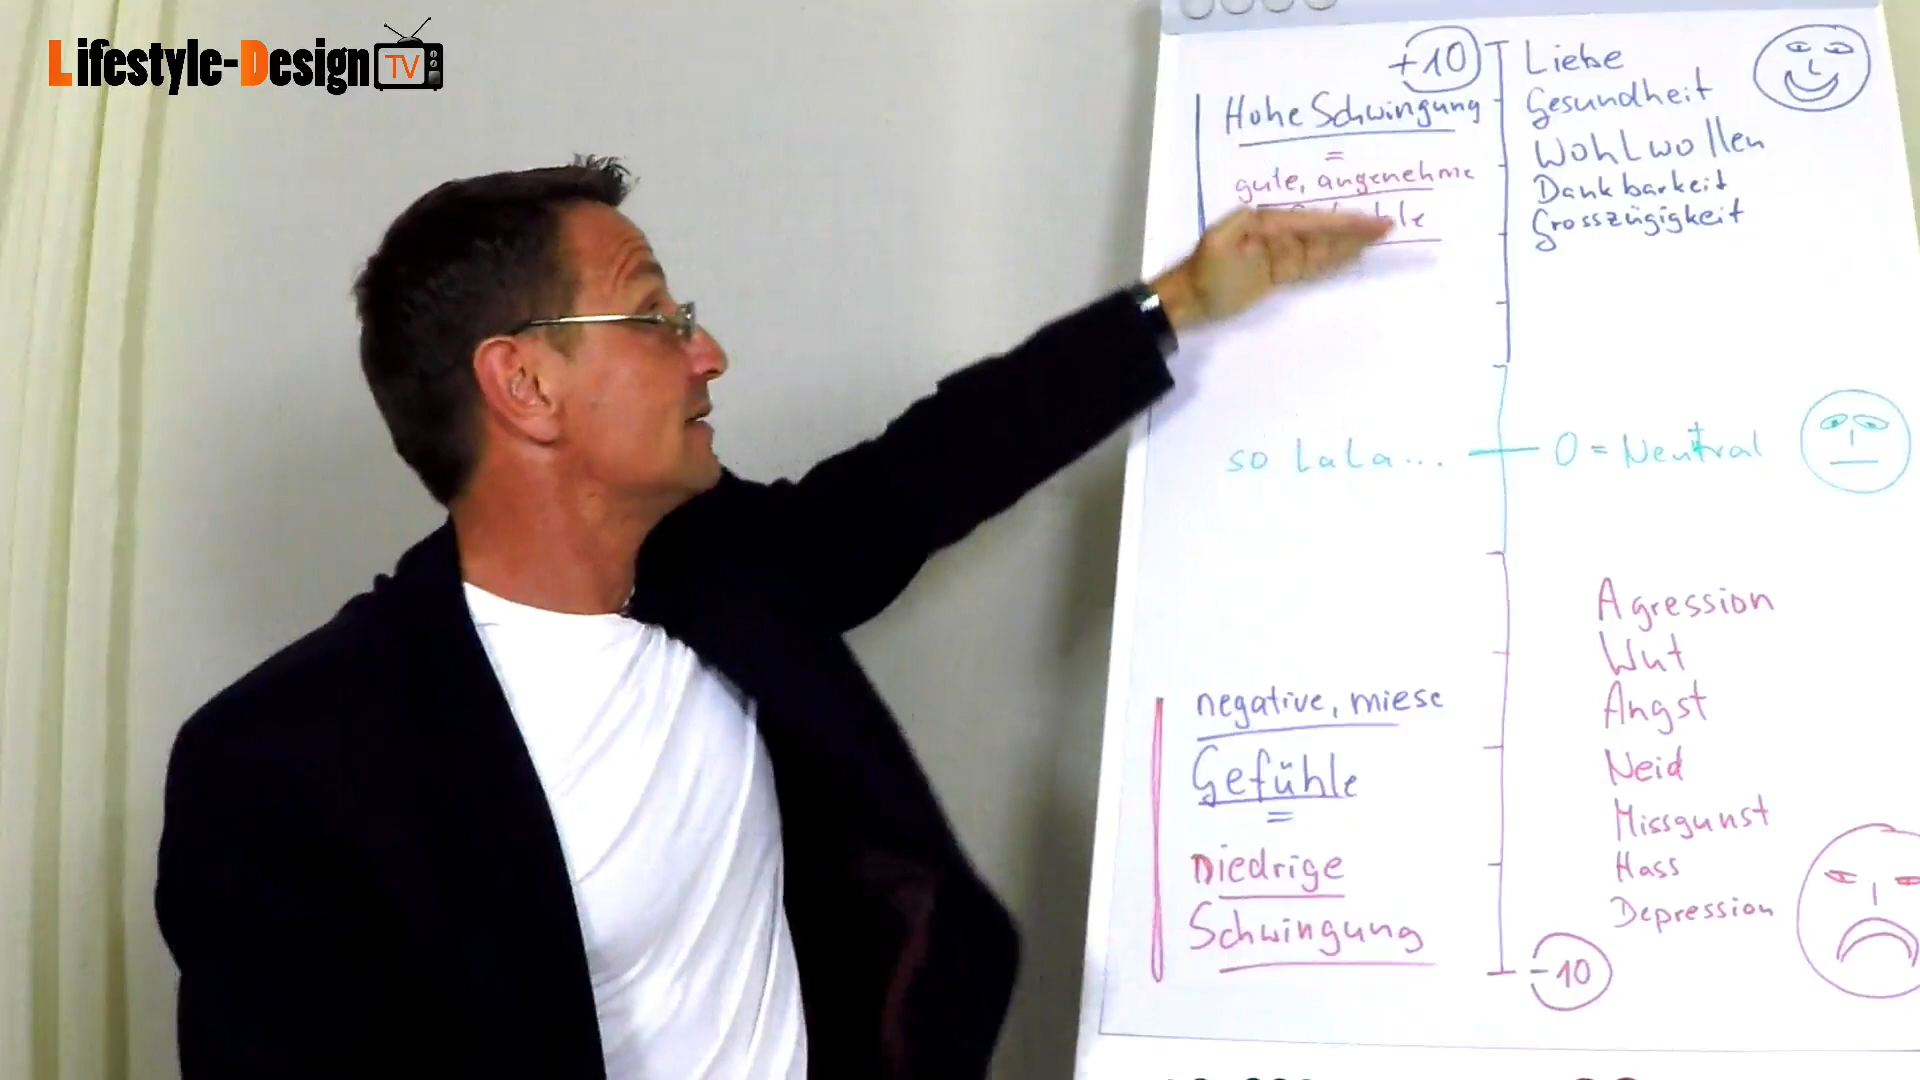 Lifestyle-Design TV
+10
Hohe Schwingung
=
gute, angenehme
Liebe
Gesundheit
Wohlwollen
Dankbarkeit
Grosszügigkeit
so LaLa...
0 = Neutral
Agression
Wut
Angst
Neid
Missgunst
Hass
Depression
negative, miese
Gefühle
=
niedrige
Schwingung
-10